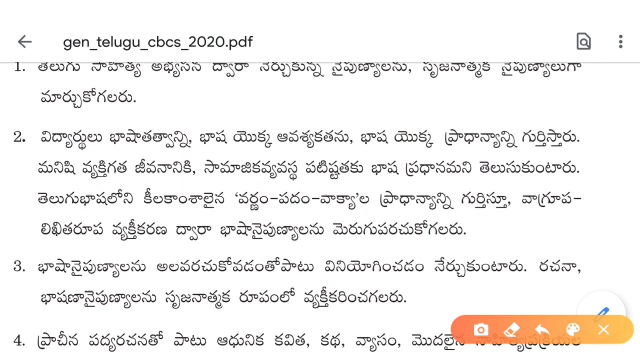 gen_telugu_cbcs_2020.pdf
1. తెలుగు సాహిత్య అభ్యసన ద్వారా నేర్చుకున్న నైపుణ్యాలను, సృజనాత్మక నైపుణ్యాలుగా
మార్చుకోగలరు.
2. విద్యార్థులు భాషాతత్వాన్ని, భాష యొక్క ఆవశ్యకతను, భాష యొక్క ప్రాధాన్యాన్ని గుర్తిస్తారు.
మనిషి వ్యక్తిగత జీవనానికి, సామాజికవ్యవస్థ పటిష్టతకు భాష ప్రధానమని తెలుసుకుంటారు.
తెలుగుభాషలోని కీలకాంశాలైన ‘వర్ణం-పదం-వాక్యా’ల ప్రాధాన్యాన్ని గుర్తిస్తూ, వాగ్రూప-
లిఖితరూప వ్యక్తీకరణ ద్వారా భాషానైపుణ్యాలను మెరుగుపరచుకోగలరు.
3. భాషానైపుణ్యాలను అలవరచుకోవడంతోపాటు వినియోగించడం నేర్చుకుంటారు. రచనా,
భాషణానైపుణ్యాలను సృజనాత్మక రూపంలో వ్యక్తీకరించగలరు.
4. ప్రాచీన పద్యరచనతో పాటు ఆధునిక కవిత, కథ, వ్యాసం, మొదలైన